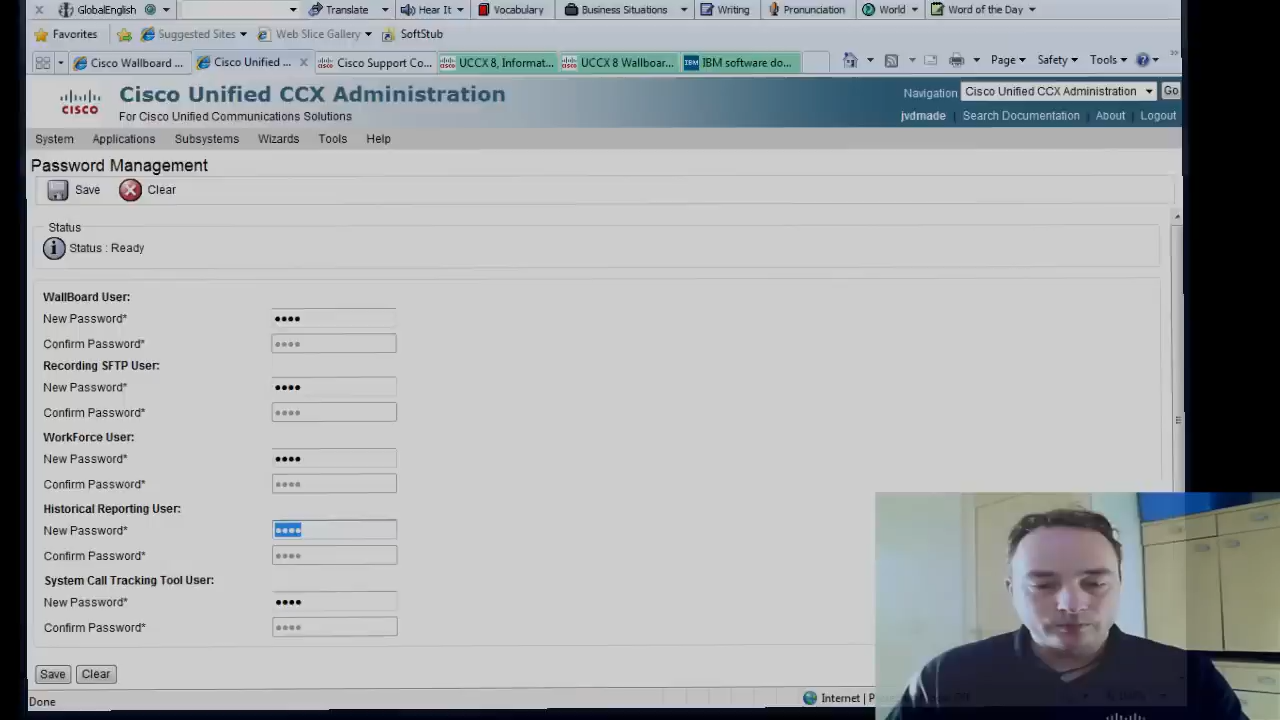 GlobalEnglish Translate Hear It Vocabulary Business Situations Writing Pronunciation World Word of the Day
Favorites Suggested Sites Web Slice Gallery SoftStub
Cisco Wallboard ... Cisco Unified ... Cisco Support Co... UCCX 8, Informat... UCCX 8 Wallboar... IBM IBM software do... Page Safety Tools
CISCO
Cisco Unified CCX Administration
For Cisco Unified Communications Solutions
Navigation Cisco Unified CCX Administration Go
jvdmade | Search Documentation | About | Logout
System Applications Subsystems Wizards Tools Help
Password Management
Save Clear
Status
Status : Ready
WallBoard User:
New Password*
Confirm Password*
Recording SFTP User:
New Password*
Confirm Password*
WorkForce User:
New Password*
Confirm Password*
Historical Reporting User:
New Password*
Confirm Password*
System Call Tracking Tool User:
New Password*
Confirm Password*
Save Clear
Done
Internet |